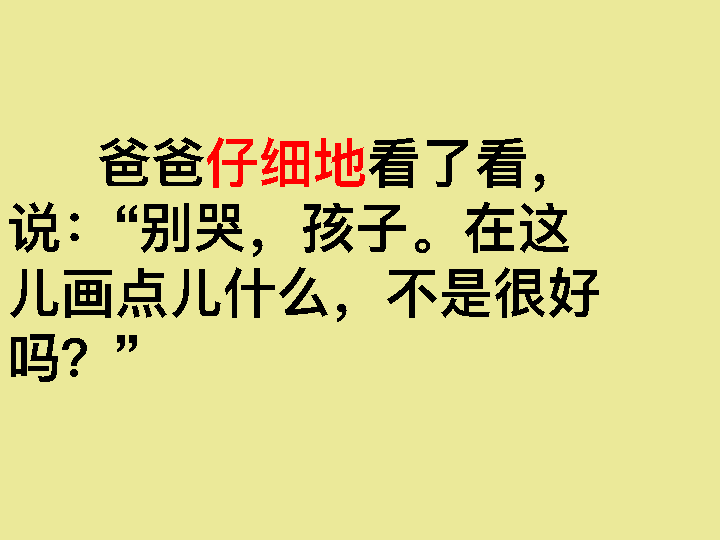 爸爸仔细地看了看，
说：“别哭，孩子。在这
儿画点儿什么，不是很好
吗？”